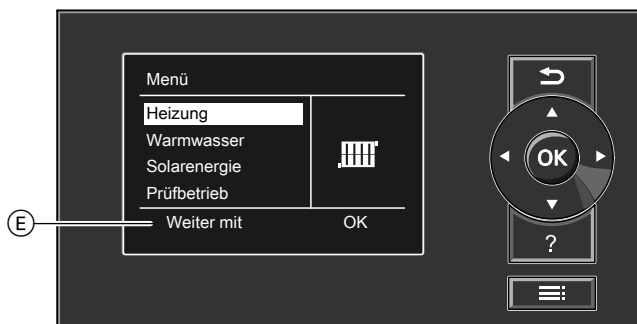 Menü
Heizung
Warmwasser
Solarenergie
Prüfbetrieb
Weiter mit OK
E
OK
?